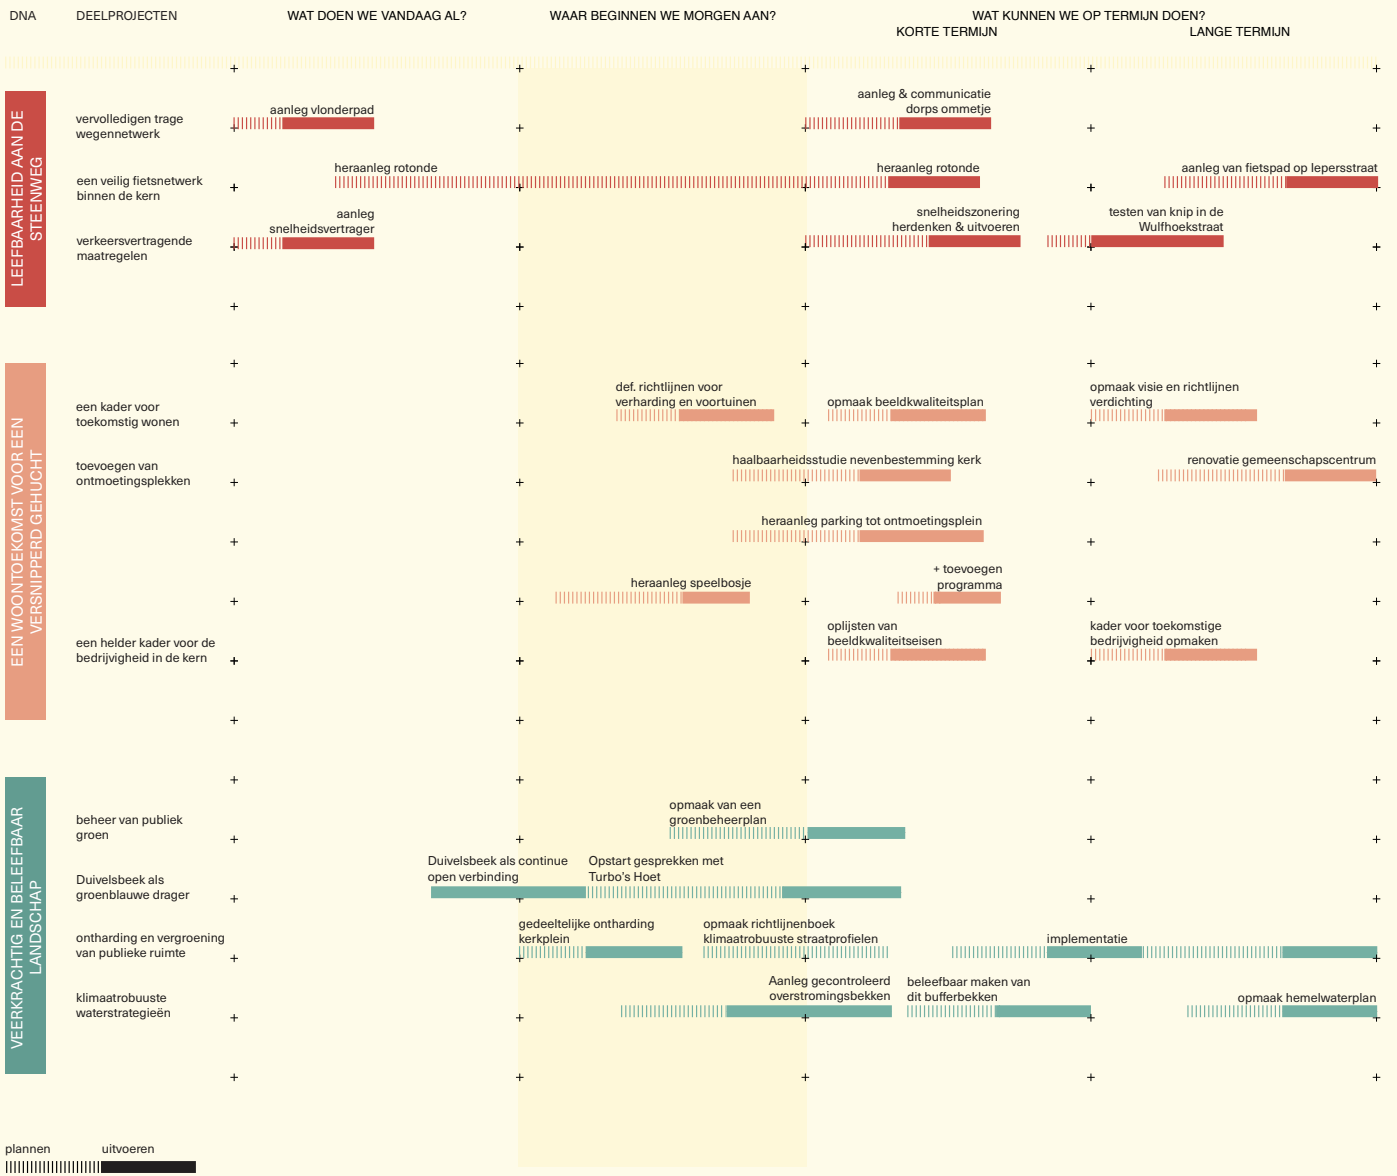 DNA
DEELPROJECTEN
WAT DOEN WE VANDAAG AL?
WAAR BEGINNEN WE MORGEN AAN?
WAT KUNNEN WE OP TERMIJN DOEN?
KORTE TERMIJN
LANGE TERMIJN
LEEFBAARHEID AAN DE
STEENWEG
vervolledigen trage
wegennetwerk
aanleg vlonderpad
aanleg & communicatie
dorps ommetje
een veilig fietsnetwerk
binnen de kern
heraanleg rotonde
heraanleg rotonde
aanleg van fietspad op Iepersstraat
verkeersvertragende
maatregelen
aanleg
snelheidsvertrager
snelheidszonering
herdenken & uitvoeren
testen van knip in de
Wulfhoekstraat
EEN WOONTOEKOMST VOOR EEN
VERSNIPPERD GEHUCHT
een kader voor
toekomstig wonen
def. richtlijnen voor
verharding en voortuinen
opmaak beeldkwaliteitsplan
opmaak visie en richtlijnen
verdichting
toevoegen van
ontmoetingsplekken
haalbaarheidsstudie nevenbestemming kerk
renovatie gemeenschapscentrum
heraanleg parking tot ontmoetingsplein
heraanleg speelbosje
+ toevoegen
programma
een helder kader voor de
bedrijvigheid in de kern
oplijsten van
beeldkwaliteitseisen
kader voor toekomstige
bedrijvigheid opmaken
VEERKRACHTIG EN BELEEFBAAR
LANDSCHAP
beheer van publiek
groen
opmaak van een
groenbeheerplan
Duivelsbeek als
groenblauwe drager
Duivelsbeek als continue
open verbinding
Opstart gesprekken met
Turbo's Hoet
ontharding en vergroening
van publieke ruimte
gedeeltelijke ontharding
kerkplein
opmaak richtlijnenboek
klimaatrobuuste straatprofielen
implementatie
klimaatrobuuste
waterstrategieën
Aanleg gecontroleerd
overstromingsbekken
beleefbaar maken van
dit bufferbekken
opmaak hemelwaterplan
plannen
uitvoeren